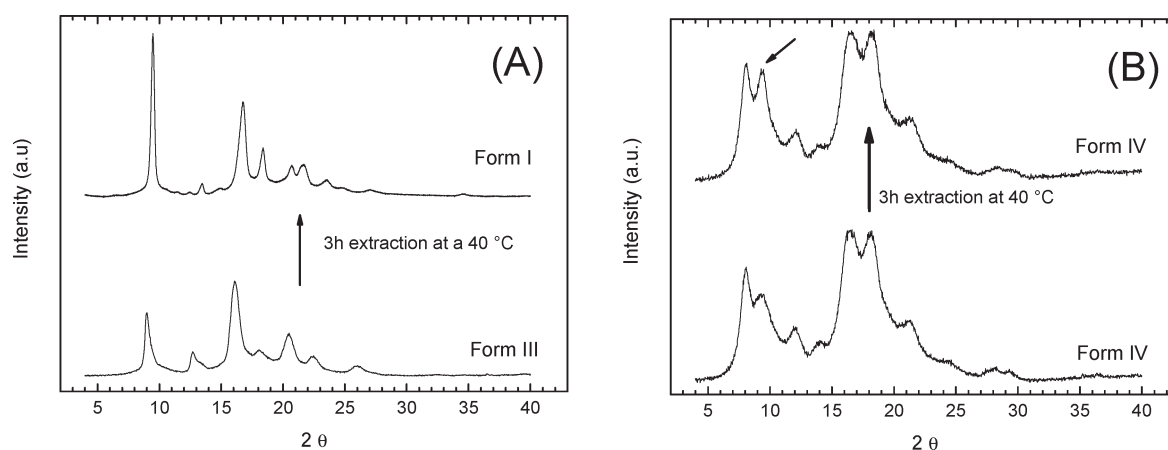 (A)
Intensity (a.u)
Form I
3h extraction at a 40 °C
Form III
5 10 15 20 25 30 35 40
2 θ
(B)
Intensity (a.u.)
Form IV
3h extraction at 40 °C
Form IV
5 10 15 20 25 30 35 40
2 θ